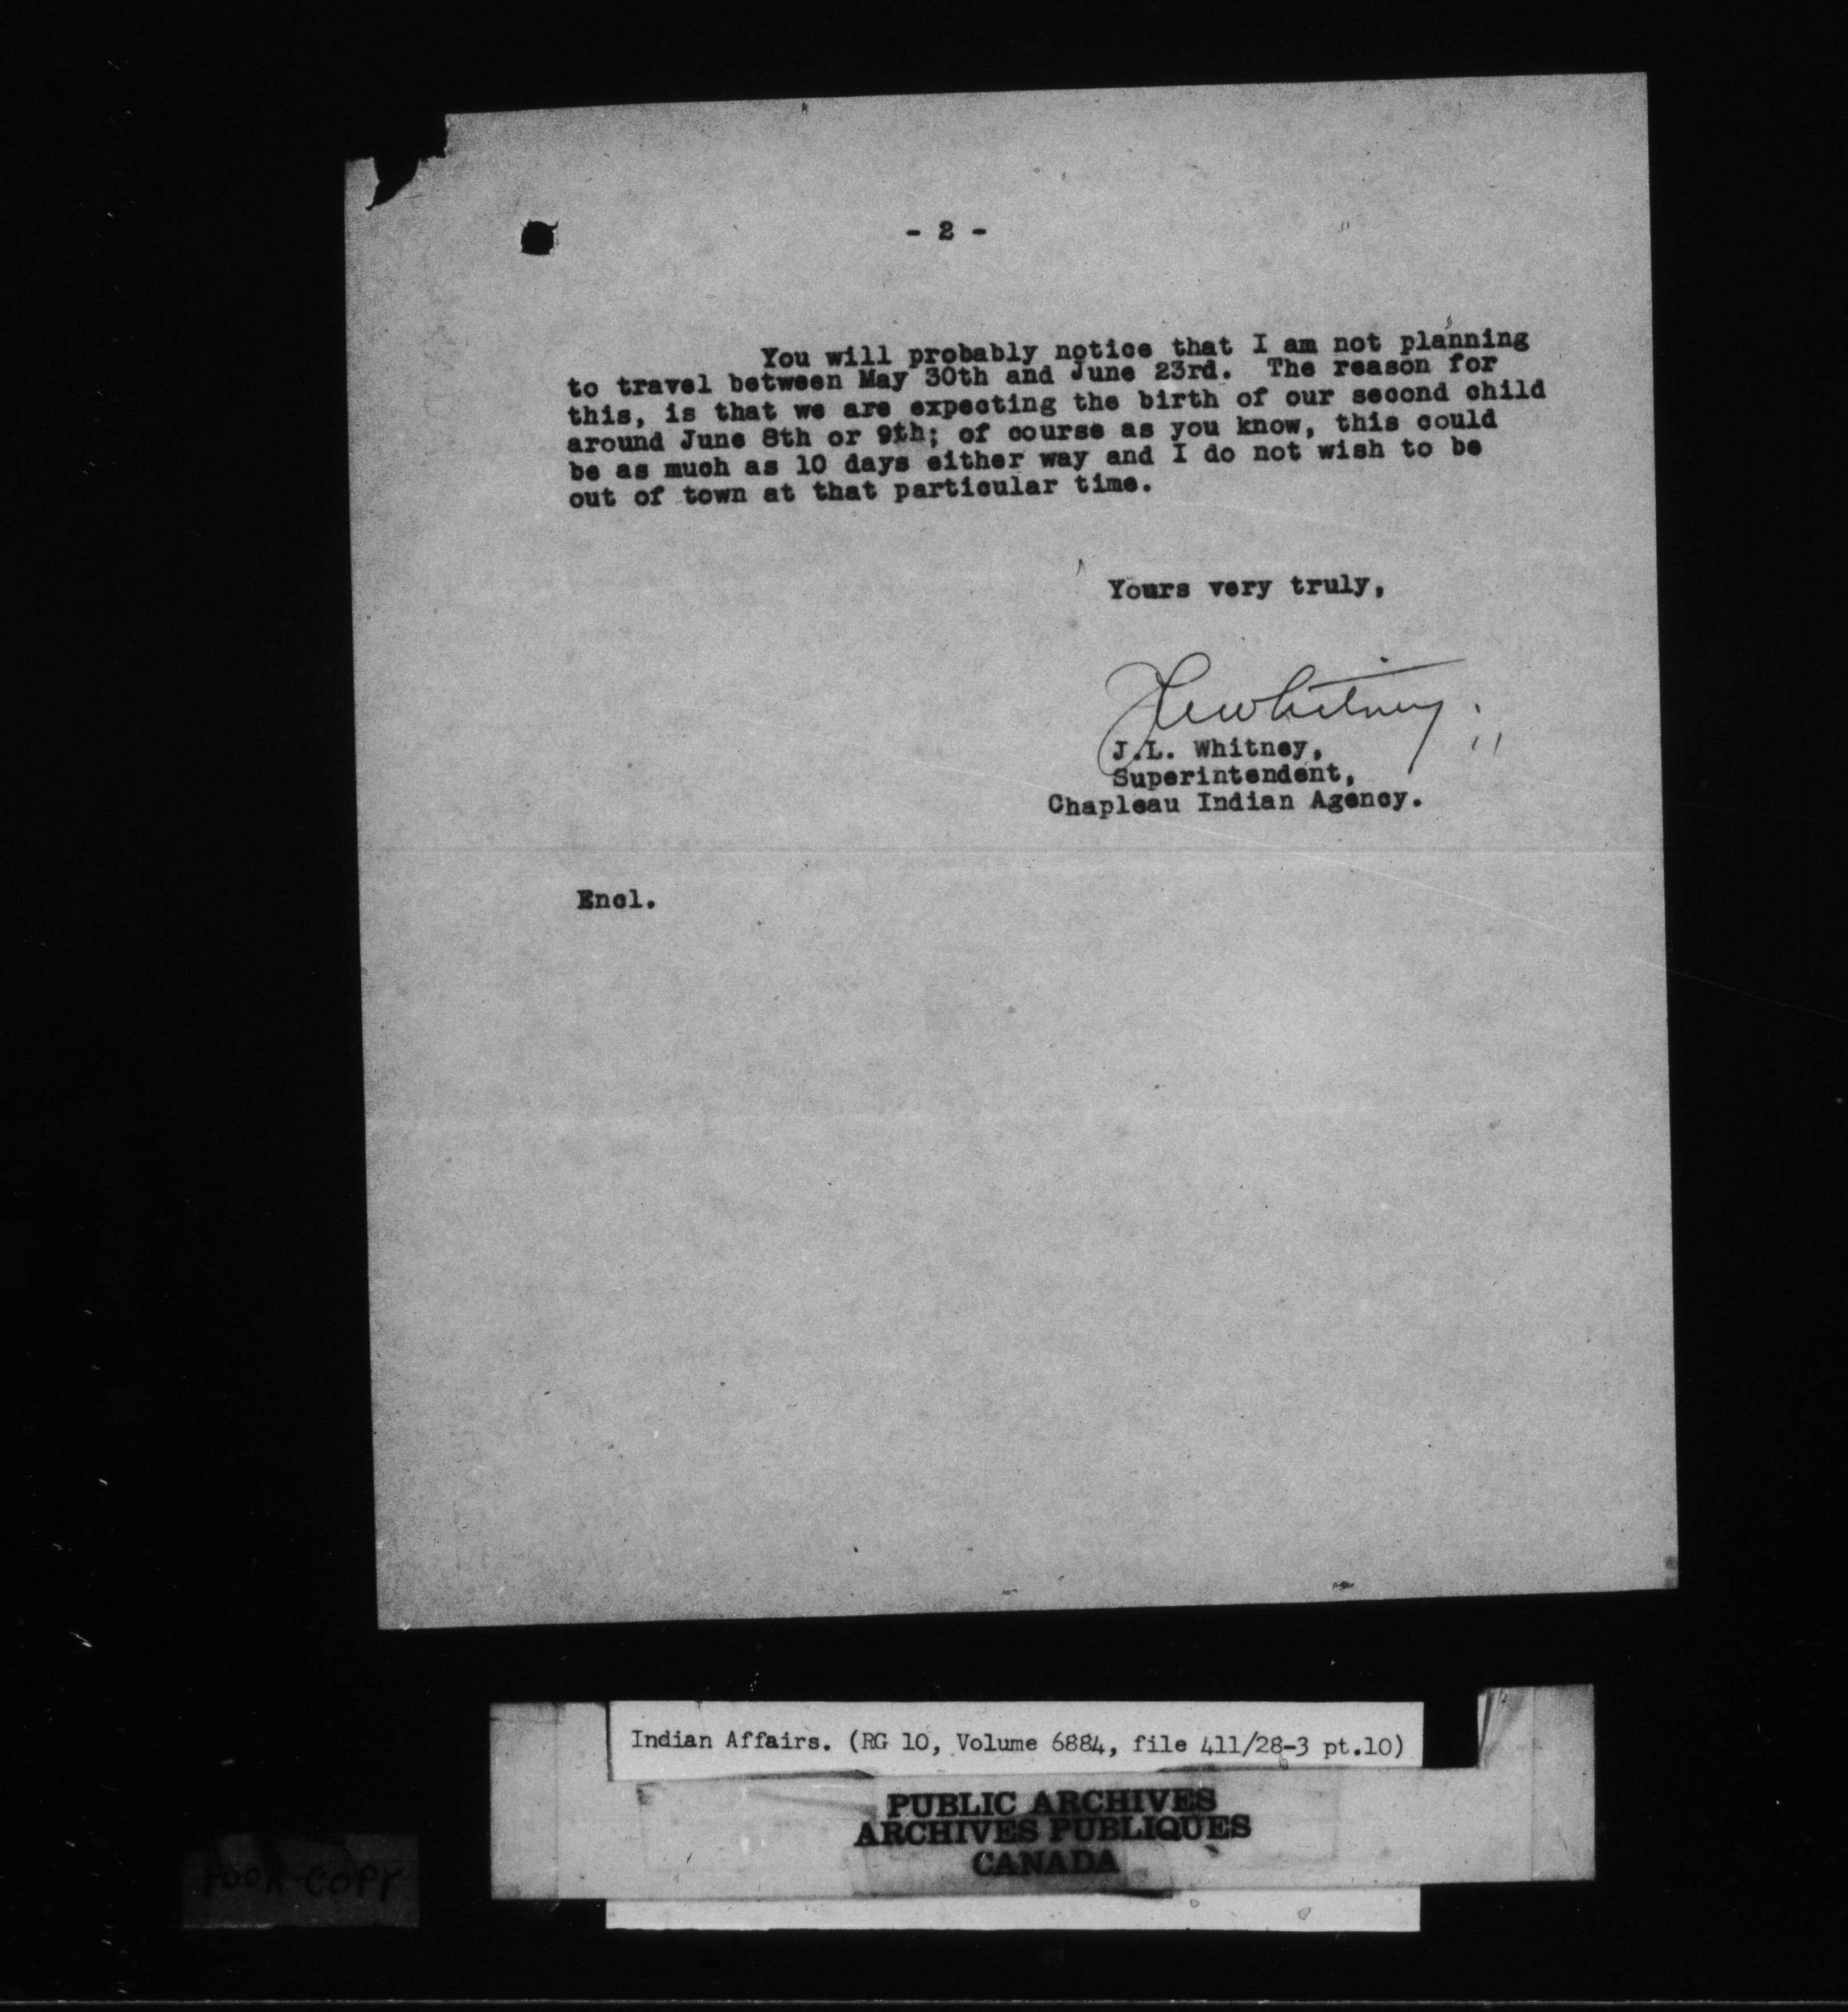 - 2 -
You will probably notice that I am not planning
to travel between May 30th and June 23rd. The reason for
this, is that we are expecting the birth of our second child
around June 8th or 9th; of course as you know, this could
be as much as 10 days either way and I do not wish to be
out of town at that particular time.
Yours very truly,
J.L. Whitney
J.L. Whitney,
Superintendent,
Chapleau Indian Agency.
Encl.
Indian Affairs. (RG 10, Volume 6884, file 411/28-3 pt.10)
PUBLIC ARCHIVES
ARCHIVES PUBLIQUES
CANADA
POOR COPY